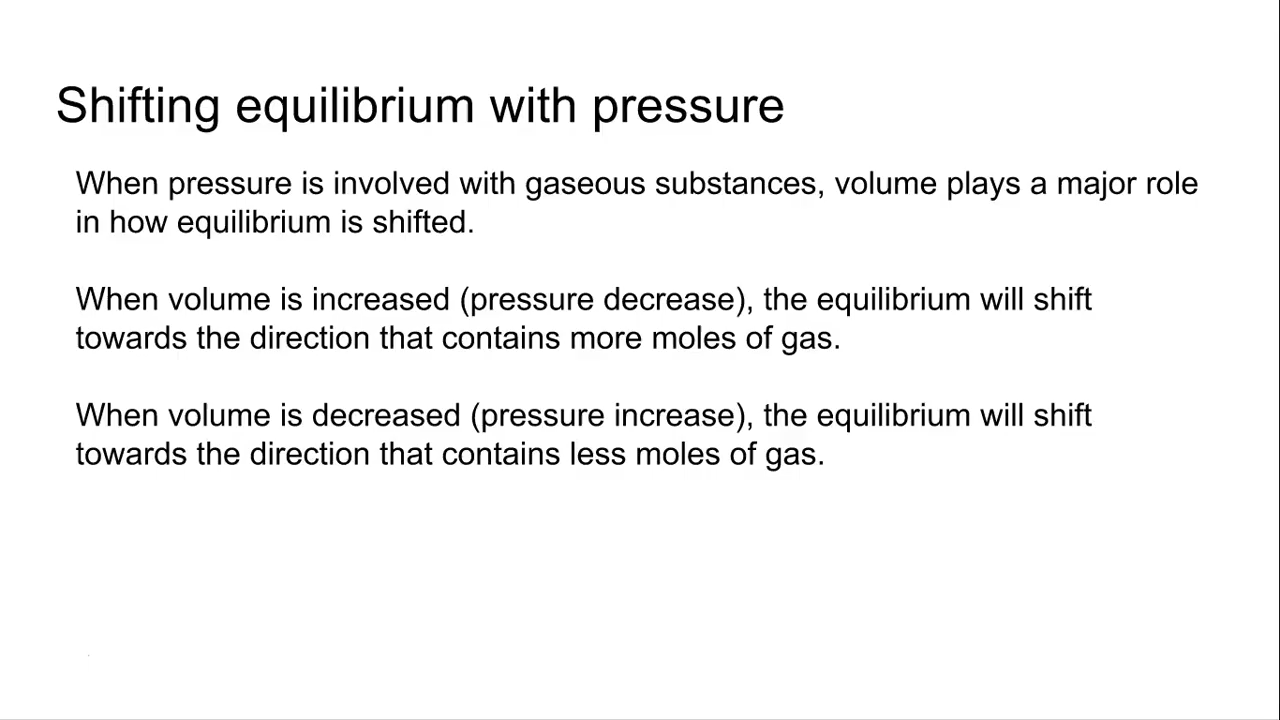 Shifting equilibrium with pressure
When pressure is involved with gaseous substances, volume plays a major role
in how equilibrium is shifted.
When volume is increased (pressure decrease), the equilibrium will shift
towards the direction that contains more moles of gas.
When volume is decreased (pressure increase), the equilibrium will shift
towards the direction that contains less moles of gas.